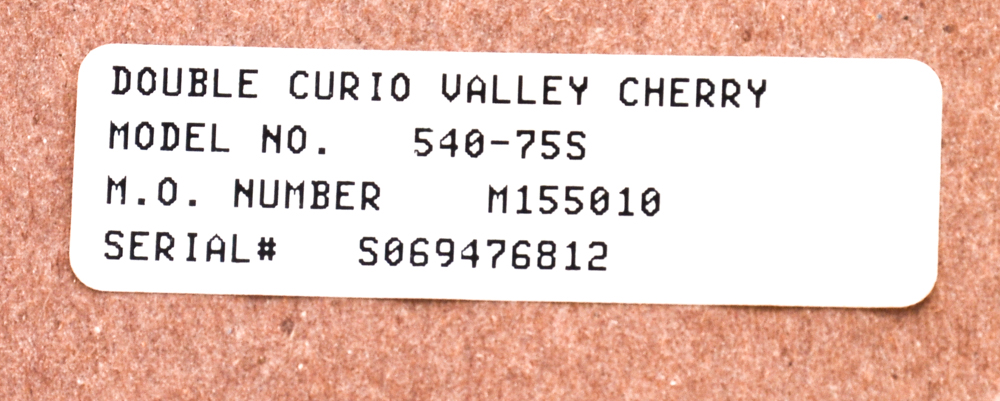 DOUBLE CURIO VALLEY CHERRY
MODEL NO. 540-75S
M.O. NUMBER M155010
SERIAL# S069476812